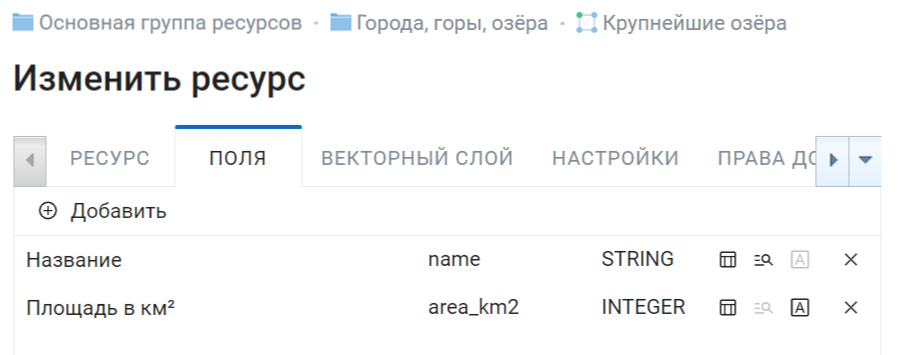 Основная группа ресурсов · Города, горы, озёра · Крупнейшие озёра
Изменить ресурс
РЕСУРС ПОЛЯ ВЕКТОРНЫЙ СЛОЙ НАСТРОЙКИ ПРАВА ДО
Добавить
Название name STRING A
Площадь в км² area_km2 INTEGER A